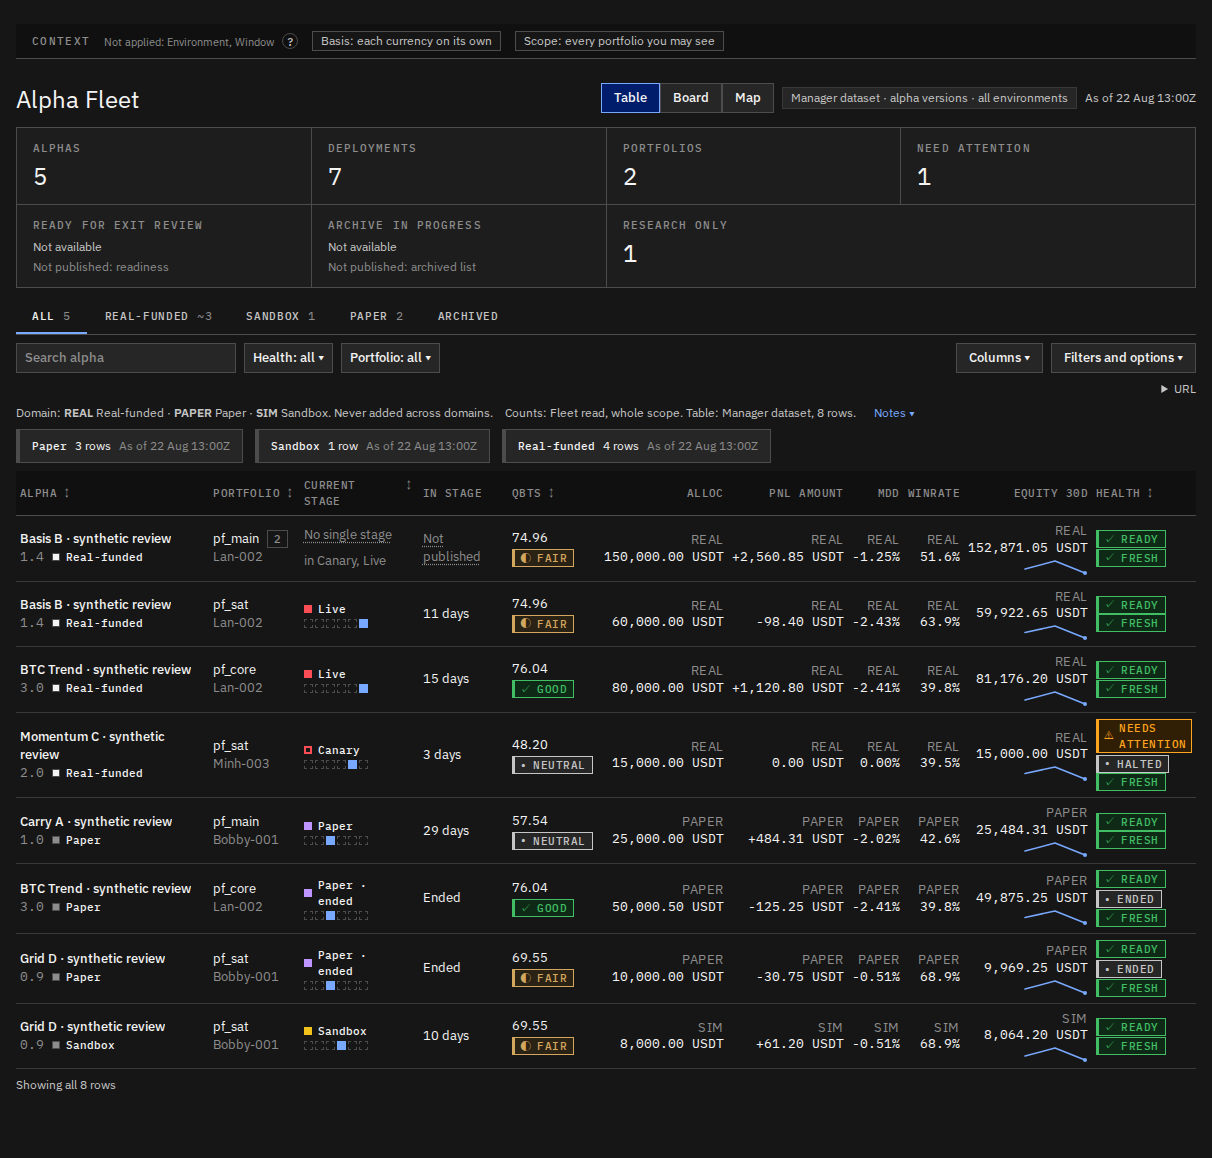 CONTEXT Not applied: Environment, Window ? Basis: each currency on its own Scope: every portfolio you may see
Alpha Fleet Table Board Map Manager dataset · alpha versions · all environments As of 22 Aug 13:00Z
ALPHAS DEPLOYMENTS PORTFOLIOS NEED ATTENTION
5 7 2 1
READY FOR EXIT REVIEW ARCHIVE IN PROGRESS RESEARCH ONLY
Not available Not available 1
Not published: readiness Not published: archived list
ALL 5 REAL-FUNDED ~3 SANDBOX 1 PAPER 2 ARCHIVED
Search alpha Health: all ▾ Portfolio: all ▾ Columns ▾ Filters and options ▾
▶ URL
Domain: REAL Real-funded · PAPER Paper · SIM Sandbox. Never added across domains. Counts: Fleet read, whole scope. Table: Manager dataset, 8 rows. Notes ▾
Paper 3 rows As of 22 Aug 13:00Z Sandbox 1 row As of 22 Aug 13:00Z Real-funded 4 rows As of 22 Aug 13:00Z
ALPHA ↕ PORTFOLIO ↕ CURRENT STAGE ↕ IN STAGE QBTS ↕ ALLOC PNL AMOUNT MDD WINRATE EQUITY 30D HEALTH ↕
Basis B · synthetic review pf_main 2 No single stage Not 74.96 REAL REAL REAL REAL REAL ✓ READY
1.4 Real-funded Lan-002 in Canary, Live published FAIR 150,000.00 USDT +2,560.85 USDT -1.25% 51.6% 152,871.05 USDT ✓ FRESH
Basis B · synthetic review pf_sat Live 11 days 74.96 REAL REAL REAL REAL REAL ✓ READY
1.4 Real-funded Lan-002 FAIR 60,000.00 USDT -98.40 USDT -2.43% 63.9% 59,922.65 USDT ✓ FRESH
BTC Trend · synthetic review pf_core Live 15 days 76.04 REAL REAL REAL REAL REAL ✓ READY
3.0 Real-funded Lan-002 ✓ GOOD 80,000.00 USDT +1,120.80 USDT -2.41% 39.8% 81,176.20 USDT ✓ FRESH
Momentum C · synthetic pf_sat Canary 3 days 48.20 REAL REAL REAL REAL REAL ⚠ NEEDS ATTENTION
review Minh-003 • NEUTRAL 15,000.00 USDT 0.00 USDT 0.00% 39.5% 15,000.00 USDT • HALTED
2.0 Real-funded ✓ FRESH
Carry A · synthetic review pf_main Paper 29 days 57.54 PAPER PAPER PAPER PAPER PAPER ✓ READY
1.0 Paper Bobby-001 • NEUTRAL 25,000.00 USDT +484.31 USDT -2.02% 42.6% 25,484.31 USDT ✓ FRESH
BTC Trend · synthetic review pf_core Paper · ended Ended 76.04 PAPER PAPER PAPER PAPER PAPER ✓ READY
3.0 Paper Lan-002 ✓ GOOD 50,000.50 USDT -125.25 USDT -2.41% 39.8% 49,875.25 USDT • ENDED
✓ FRESH
Grid D · synthetic review pf_sat Paper · ended Ended 69.55 PAPER PAPER PAPER PAPER PAPER ✓ READY
0.9 Paper Bobby-001 FAIR 10,000.00 USDT -30.75 USDT -0.51% 68.9% 9,969.25 USDT • ENDED
✓ FRESH
Grid D · synthetic review pf_sat Sandbox 10 days 69.55 SIM SIM SIM SIM SIM ✓ READY
0.9 Sandbox Bobby-001 FAIR 8,000.00 USDT +61.20 USDT -0.51% 68.9% 8,064.20 USDT ✓ FRESH
Showing all 8 rows